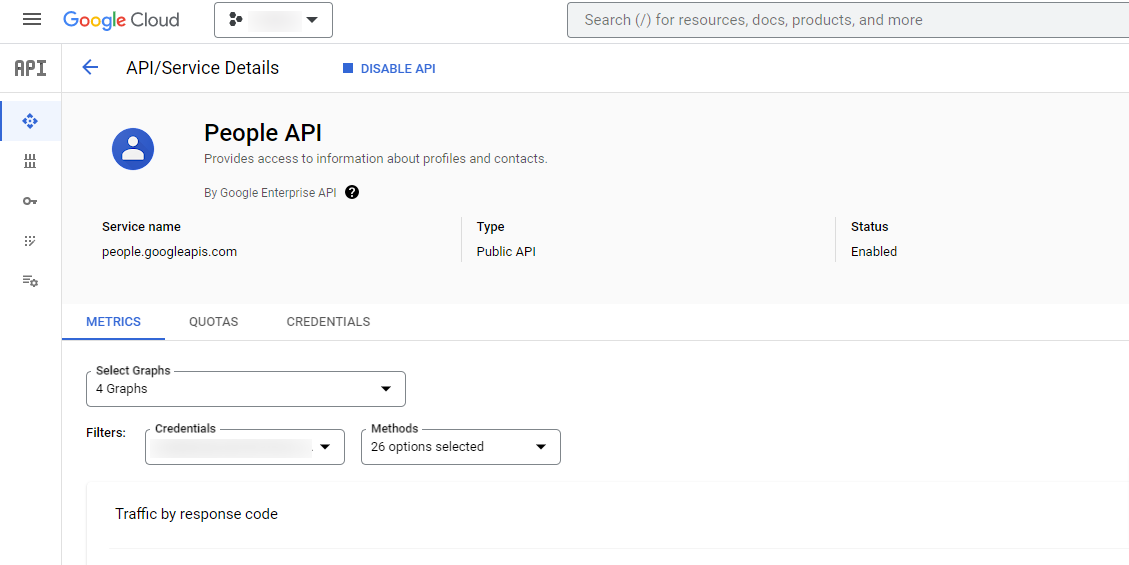 Google Cloud
Search (/) for resources, docs, products, and more
API
API/Service Details
DISABLE API
People API
Provides access to information about profiles and contacts.
By Google Enterprise API
Service name
people.googleapis.com
Type
Public API
Status
Enabled
METRICS
QUOTAS
CREDENTIALS
Select Graphs
4 Graphs
Filters:
Credentials
Methods
26 options selected
Traffic by response code